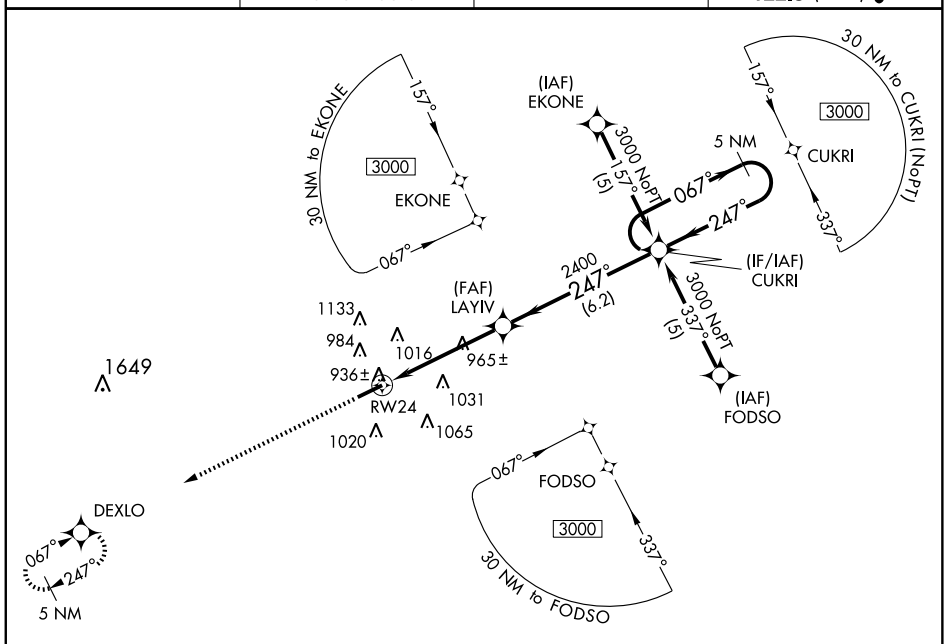 30 NM to EKONE
157°
3000
EKONE
067°
(IAF)
EKONE
3000 NoPT
157°
(5)
5 NM
067°
247°
30 NM to CUKRI (NoPT)
157°
3000
CUKRI
337°
(IF/IAF)
CUKRI
2400
247°
(6.2)
3000 NoPT
337°
(5)
(IAF)
FODSO
(FAF)
LAYIV
1133
984
1016
965±
936±
1031
RW24
1020
1065
1649
DEXLO
067°
247°
5 NM
067°
FODSO
3000
337°
30 NM to FODSO